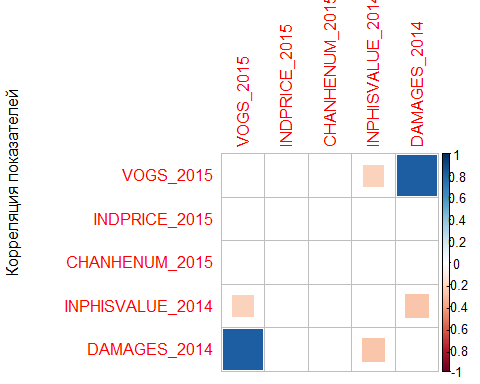 Корреляция показателей
VOGS_2015
INDPRICE_2015
CHANHENUM_2015
INPHISVALUE_2014
DAMAGES_2014
VOGS_2015
INDPRICE_2015
CHANHENUM_2015
INPHISVALUE_2014
DAMAGES_2014
1
0.8
0.6
0.4
0.2
0
-0.2
-0.4
-0.6
-0.8
-1